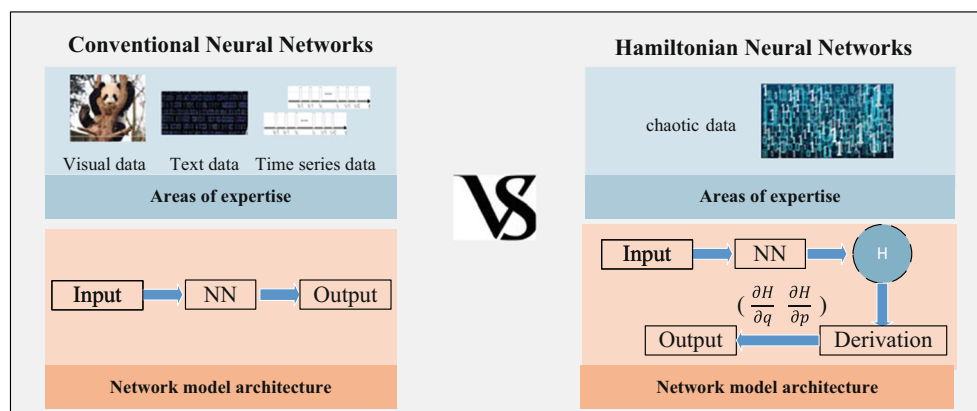 Conventional Neural Networks
Visual data Text data Time series data
Areas of expertise
Input NN Output
Network model architecture
VS
Hamiltonian Neural Networks
chaotic data
Areas of expertise
Input NN H
( ∂H/∂q ∂H/∂p )
Output Derivation
Network model architecture